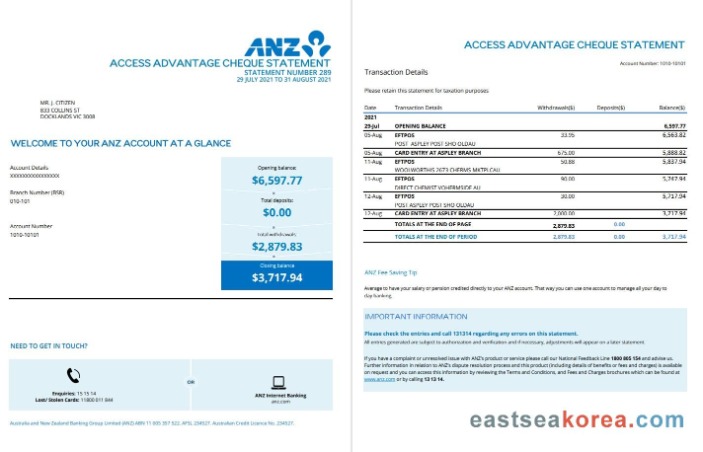 ANZ
ACCESS ADVANTAGE CHEQUE STATEMENT
STATEMENT NUMBER 289
29 JULY 2021 TO 31 AUGUST 2021
MR. J. CITIZEN
833 COLLINS ST
DOCKLANDS VIC 3008
WELCOME TO YOUR ANZ ACCOUNT AT A GLANCE
Account Details
XXXXXXXXXXXXXXXX
Branch Number (BSB)
010-101
Account Number
1010-10101
Opening balance:
$6,597.77
Total deposits:
$0.00
Total withdrawals:
$2,879.83
Closing balance
$3,717.94
NEED TO GET IN TOUCH?
Enquiries: 15 15 14
Lost/ Stolen Cards: 11800 011 844
OR
ANZ Internet Banking
anz.com
Australia and New Zealand Banking Group Limited (ANZ) ABN 11 005 357 522. AFSL 234527. Australian Credit Licence No. 234527.
ACCESS ADVANTAGE CHEQUE STATEMENT
Account Number: 1010-10101
Transaction Details
Please retain this statement for taxation purposes
Date Transaction Details Withdrawals($) Deposits($) Balance($)
2021
29-Jul OPENING BALANCE 6,597.77
05-Aug EFTPOS 33.95 6,563.82
POST ASPLEY POST SHO OLDAU
05-Aug CARD ENTRY AT ASPLEY BRANCH 675.00 5,888.82
11-Aug EFTPOS 50.88 5,837.94
WOOLWORTHS 2673 CHERMS MKTPLCAU
11-Aug EFTPOS 90.00 5,747.94
DIRECT CHEMIST
12-Aug EFTPOS 30.00 5,717.94
POST ASPLEY POST SHO OLDAU
12-Aug CARD ENTRY AT ASPLEY BRANCH 2,000.00 3,717.94
TOTALS AT THE END OF PAGE 2,879.83 0.00
TOTALS AT THE END OF PERIOD 2,879.83 0.00 3,717.94
ANZ Fee Saving Tip
Average to have your salary or pension credited directly to your ANZ account. That way you can use one account to manage all your day to
day banking.
IMPORTANT INFORMATION
Please check the entries and call 131314 regarding any errors on this statement.
All entries generated are subject to authorisation and verification and if necessary, adjustments will appear on a later statement.
If you have a complaint or unresolved issue with ANZ's product or service please call our National Feedback Line 1800 805 154 and advise us.
Further information in relation to ANZ's dispute resolution process and this product (including details of benefits or fees and charges) is available
on request and you can access this information by reviewing the Terms and Conditions, and Fees and Charges brochures which can be found at
www.anz.com or by calling 13 13 14.
eastseakorea.com